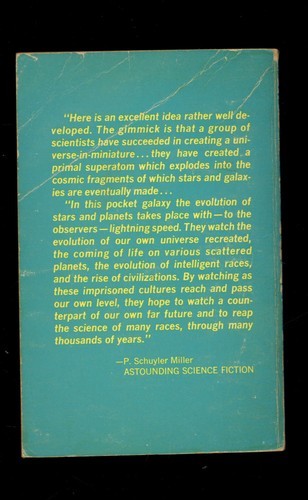 "Here is an excellent idea rather well de-
veloped. The gimmick is that a group of
scientists have succeeded in creating a uni-
verse-in-miniature... they have created a
primal superatom which explodes into the
cosmic fragments of which stars and galax-
ies are eventually made...
"In this pocket galaxy the evolution of
stars and planets takes place with—to the
observers—lightning speed. They watch the
evolution of our own universe recreated,
the coming of life on various scattered
planets, the evolution of intelligent races,
and the rise of civilizations. By watching as
these imprisoned cultures reach and pass
our own level, they hope to watch a coun-
terpart of our own far future and to reap
the science of many races, through many
thousands of years."
—P. Schuyler Miller
ASTOUNDING SCIENCE FICTION